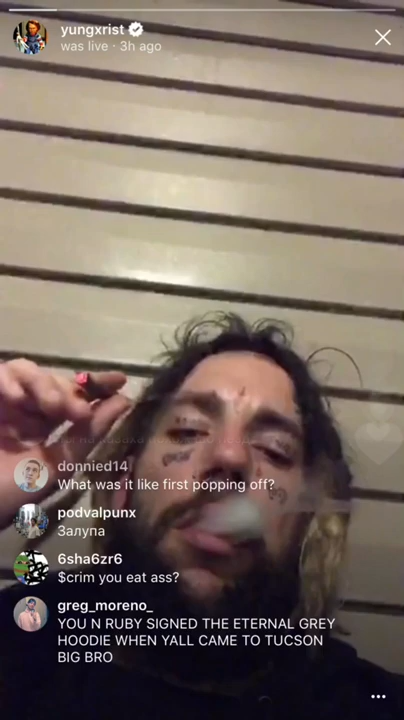 yungxrist
was live · 3h ago
donnied14
What was it like first popping off?
podvalpunx
Залупа
6sha6zr6
$crim you eat ass?
greg_moreno_
YOU N RUBY SIGNED THE ETERNAL GREY
HOODIE WHEN YALL CAME TO TUCSON
BIG BRO